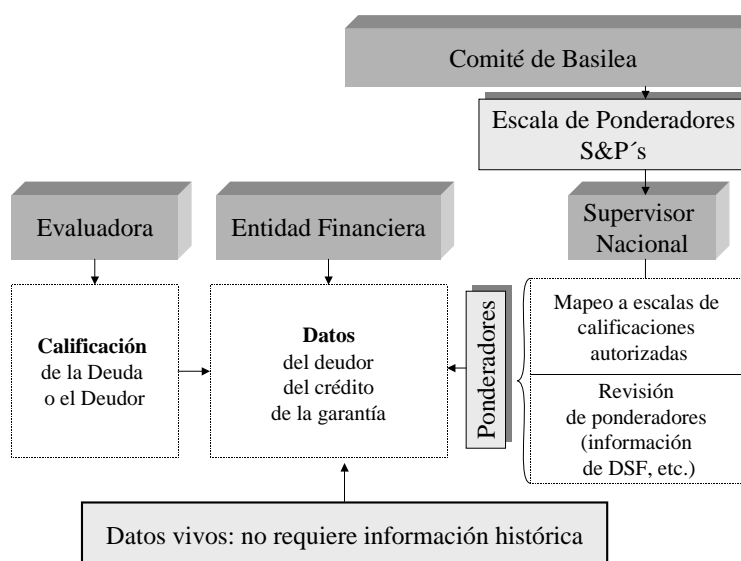 Comité de Basilea
Escala de Ponderadores
S&P´s
Evaluadora
Entidad Financiera
Supervisor
Nacional
Calificación
de la Deuda
o el Deudor
Datos
del deudor
del crédito
de la garantía
Ponderadores
Mapeo a escalas de
calificaciones
autorizadas
Revisión
de ponderadores
(información
de DSF, etc.)
Datos vivos: no requiere información histórica